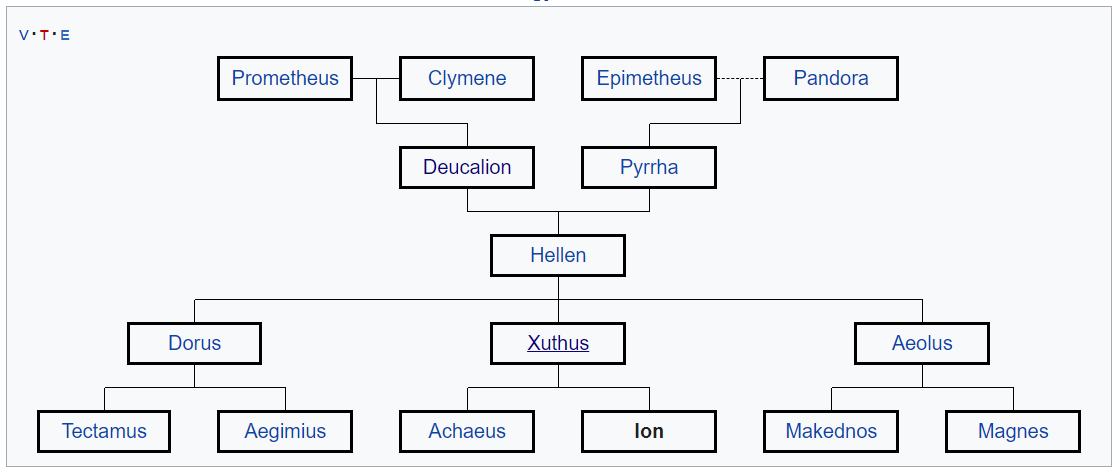 V·T·E
Prometheus Clymene Epimetheus Pandora
Deucalion Pyrrha
Hellen
Dorus Xuthus Aeolus
Tectamus Aegimius Achaeus Ion Makednos Magnes